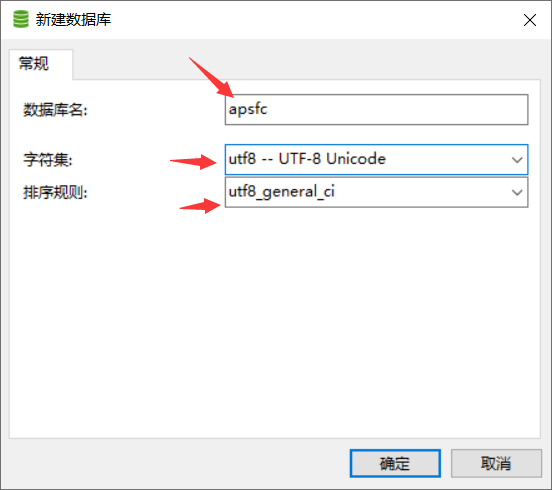 新建数据库
常规
数据库名: apsfc
字符集: utf8 -- UTF-8 Unicode
排序规则: utf8_general_ci
确定 取消